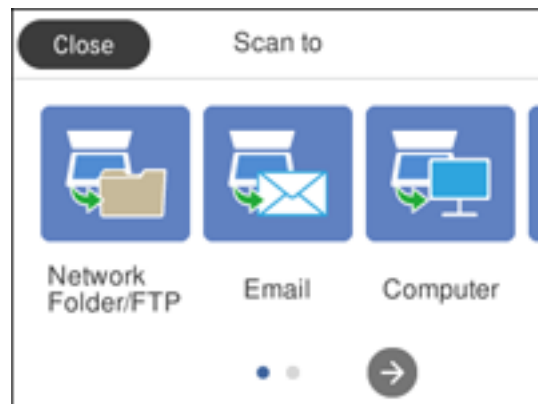 Close
Scan to
Network
Folder/FTP
Email
Computer